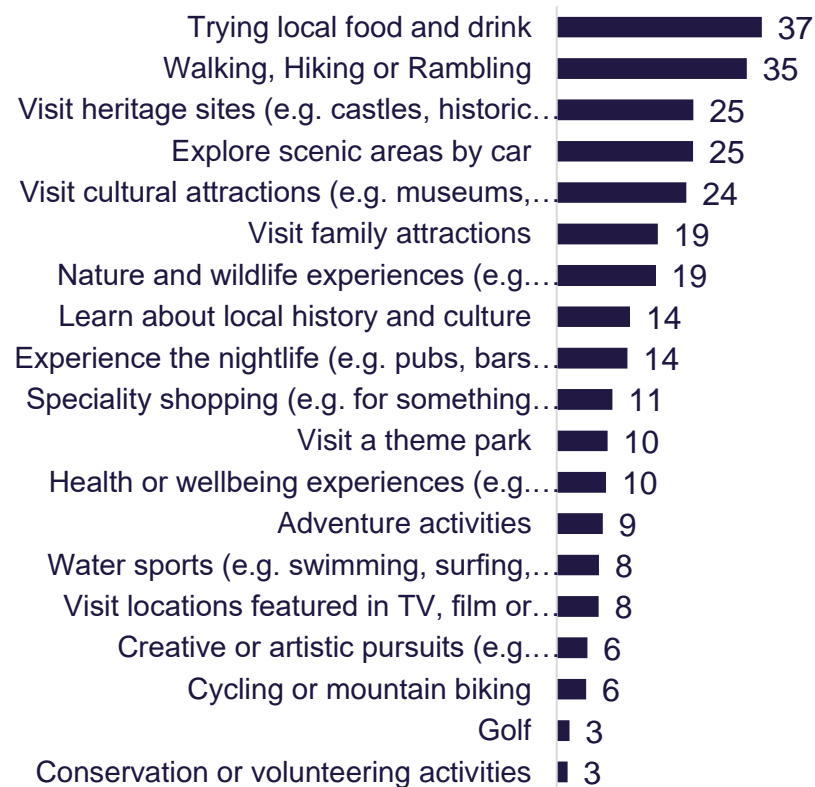 Trying local food and drink 37
Walking, Hiking or Rambling 35
Visit heritage sites (e.g. castles, historic… 25
Explore scenic areas by car 25
Visit cultural attractions (e.g. museums,… 24
Visit family attractions 19
Nature and wildlife experiences (e.g.… 19
Learn about local history and culture 14
Experience the nightlife (e.g. pubs, bars… 14
Speciality shopping (e.g. for something… 11
Visit a theme park 10
Health or wellbeing experiences (e.g.… 10
Adventure activities 9
Water sports (e.g. swimming, surfing,… 8
Visit locations featured in TV, film or… 8
Creative or artistic pursuits (e.g.… 6
Cycling or mountain biking 6
Golf 3
Conservation or volunteering activities 3